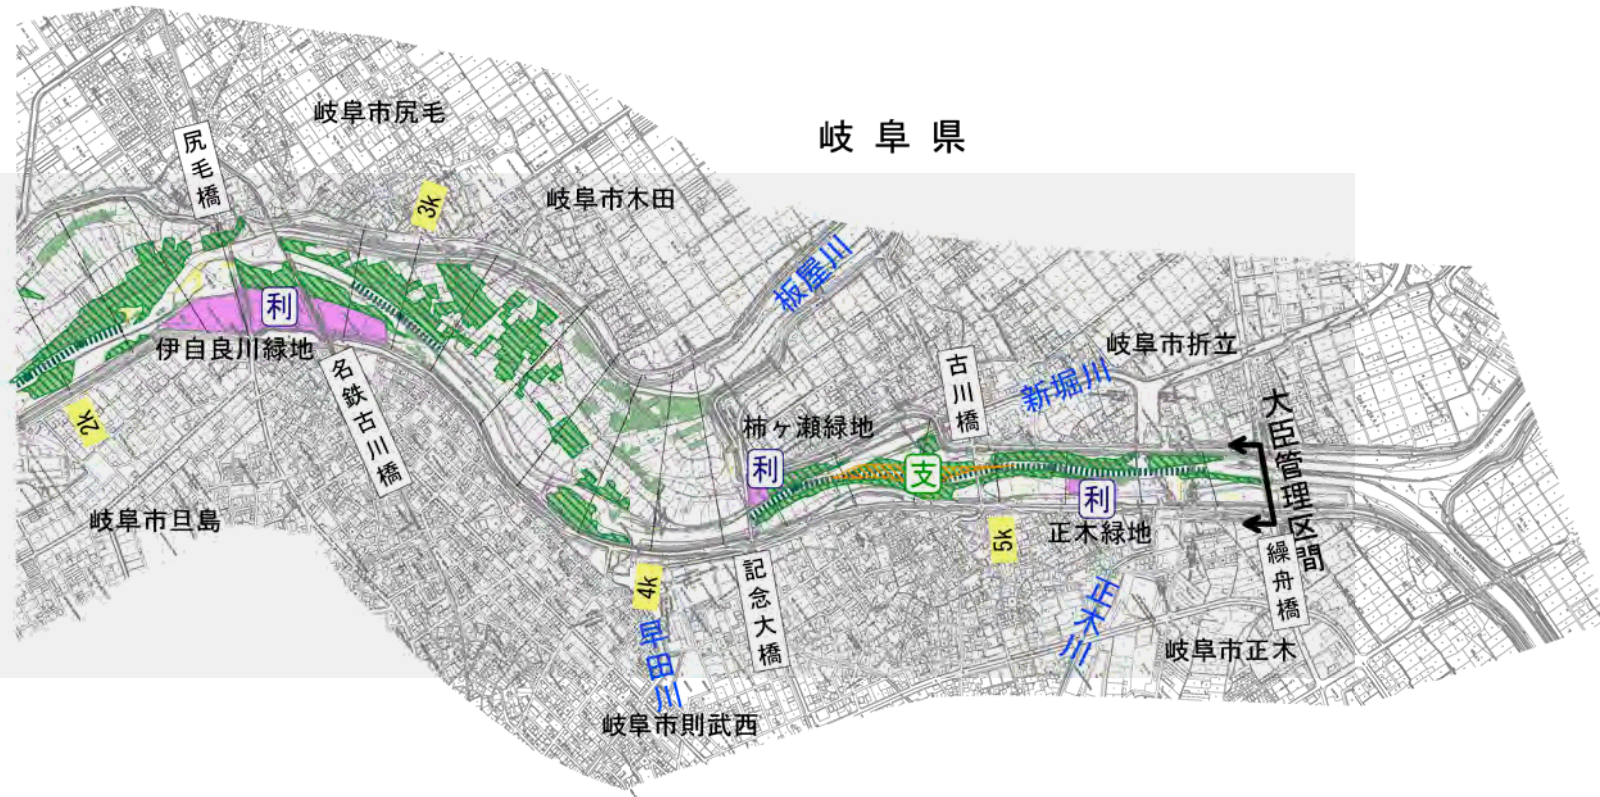 岐阜市尻毛
岐阜県
尻毛橋
3k
岐阜市木田
板屋川
利
伊自良川緑地
名鉄古川橋
2k
岐阜市旦島
古川橋
新堀川
岐阜市折立
柿ヶ瀬緑地
利
支
利
大臣管理区間
5k
正木緑地
繰舟橋
4k
記念大橋
早田川
正木川
岐阜市正木
岐阜市則武西